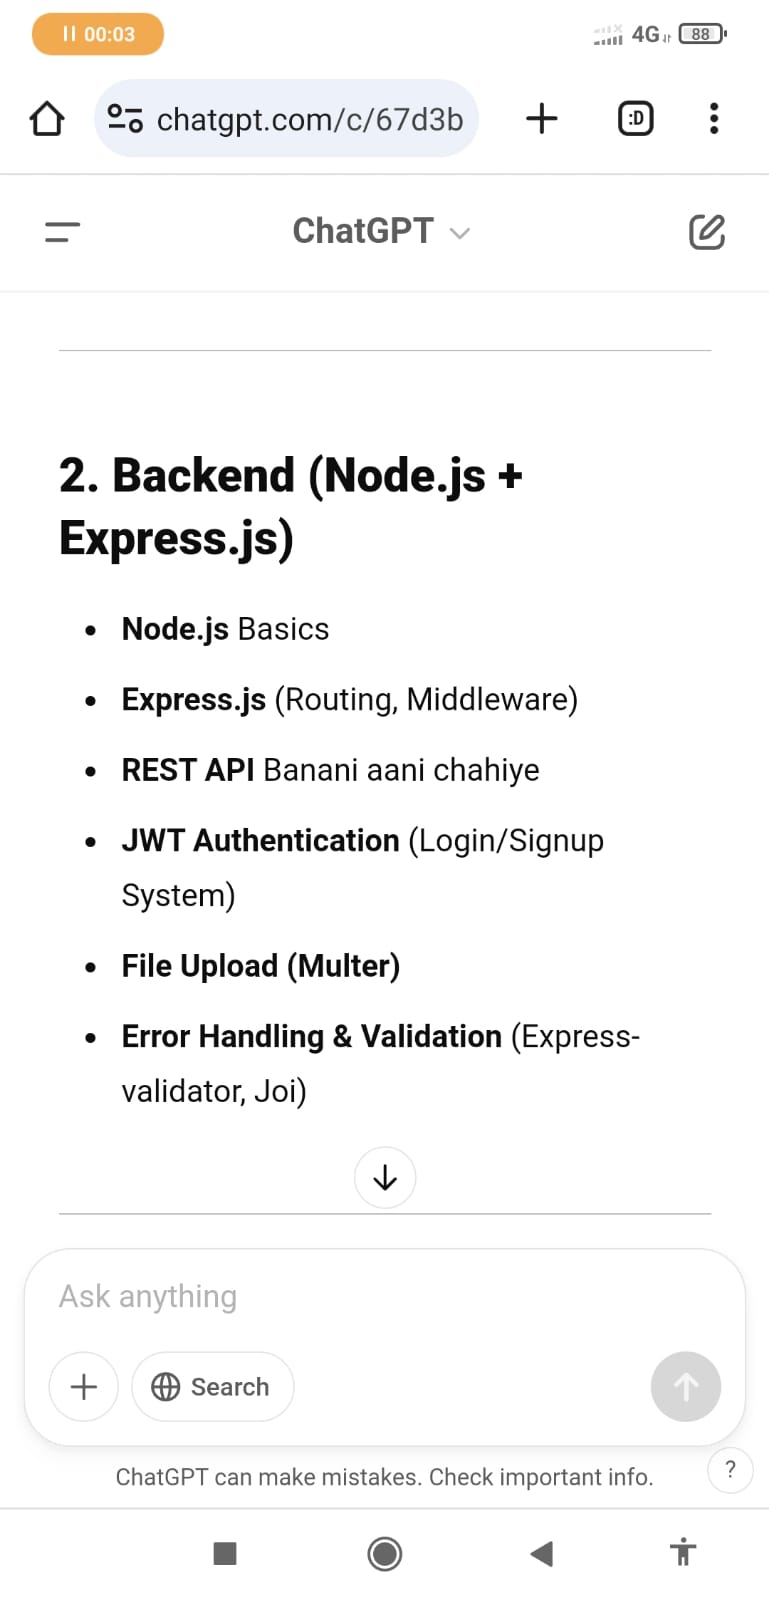 00:03
4G 88
chatgpt.com/c/67d3b
:D
ChatGPT
2. Backend (Node.js +
Express.js)
• Node.js Basics
• Express.js (Routing, Middleware)
• REST API Banani aani chahiye
• JWT Authentication (Login/Signup
System)
• File Upload (Multer)
• Error Handling & Validation (Express-
validator, Joi)
Ask anything
Search
ChatGPT can make mistakes. Check important info.
?